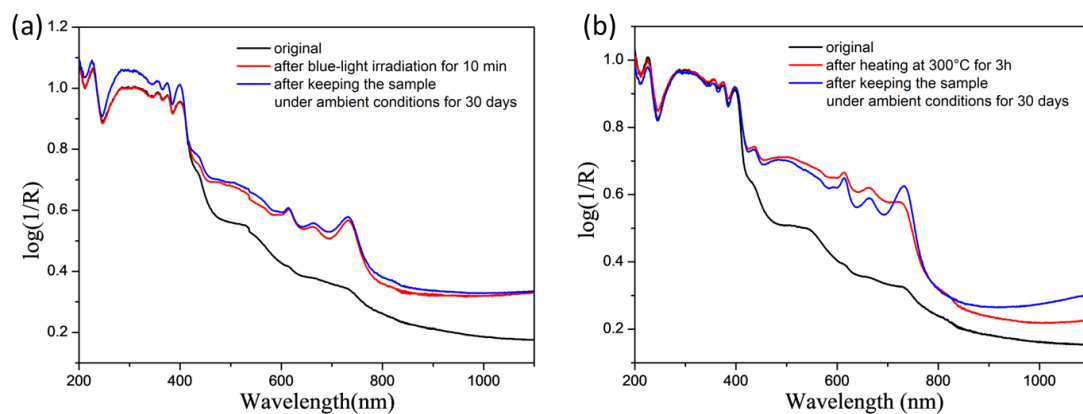 (a)
1.2
1.0
0.8
0.6
0.4
0.2
log(1/R)
original
after blue-light irradiation for 10 min
after keeping the sample
under ambient conditions for 30 days
200
400
600
800
1000
Wavelength(nm)
(b)
1.0
0.8
0.6
0.4
0.2
log(1/R)
original
after heating at 300°C for 3h
after keeping the sample
under ambient conditions for 30 days
200
400
600
800
1000
Wavelength (nm)